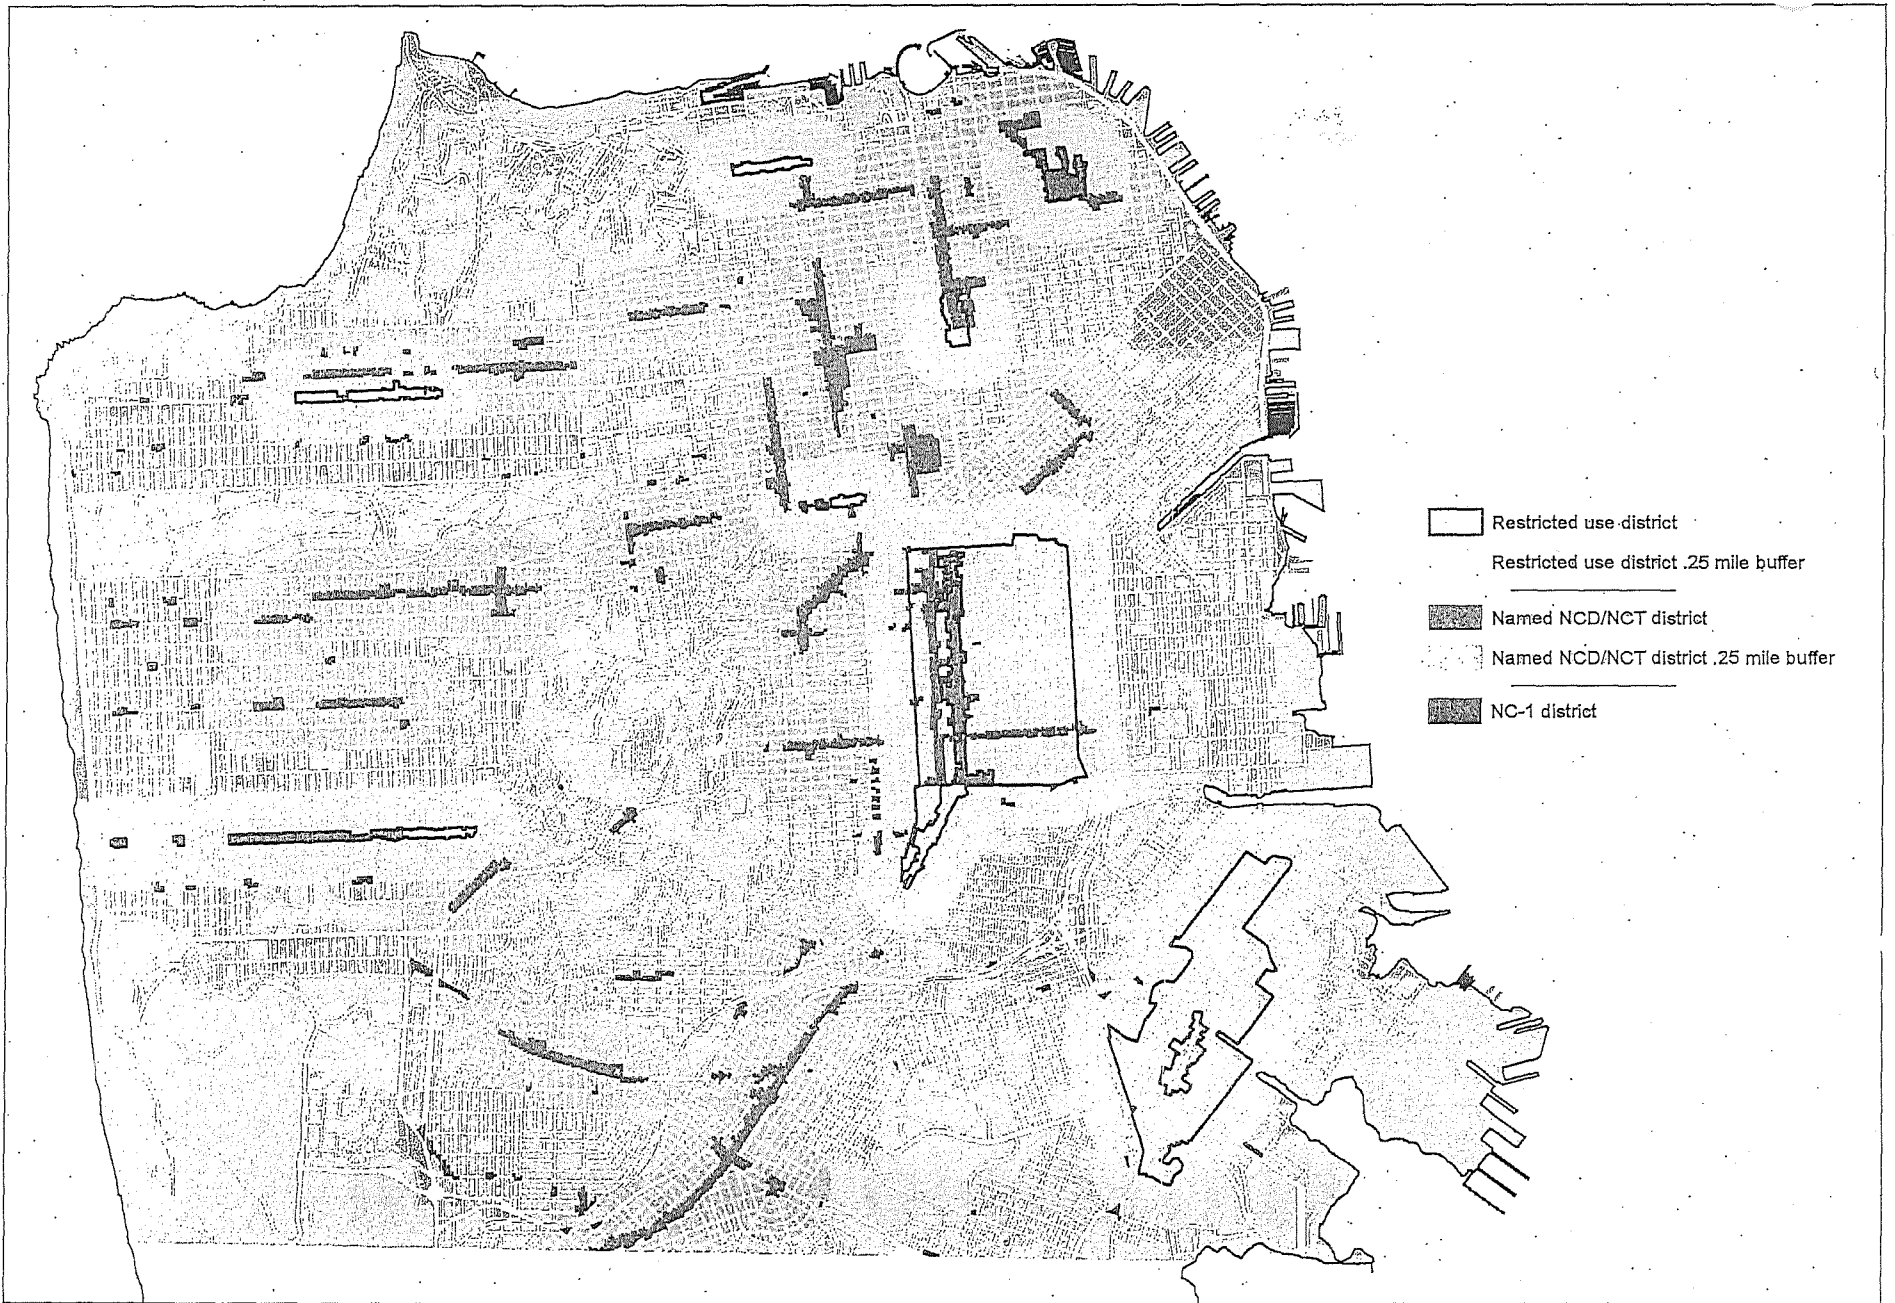 Restricted use district
Restricted use district .25 mile buffer
Named NCD/NCT district
Named NCD/NCT district .25 mile buffer
NC-1 district